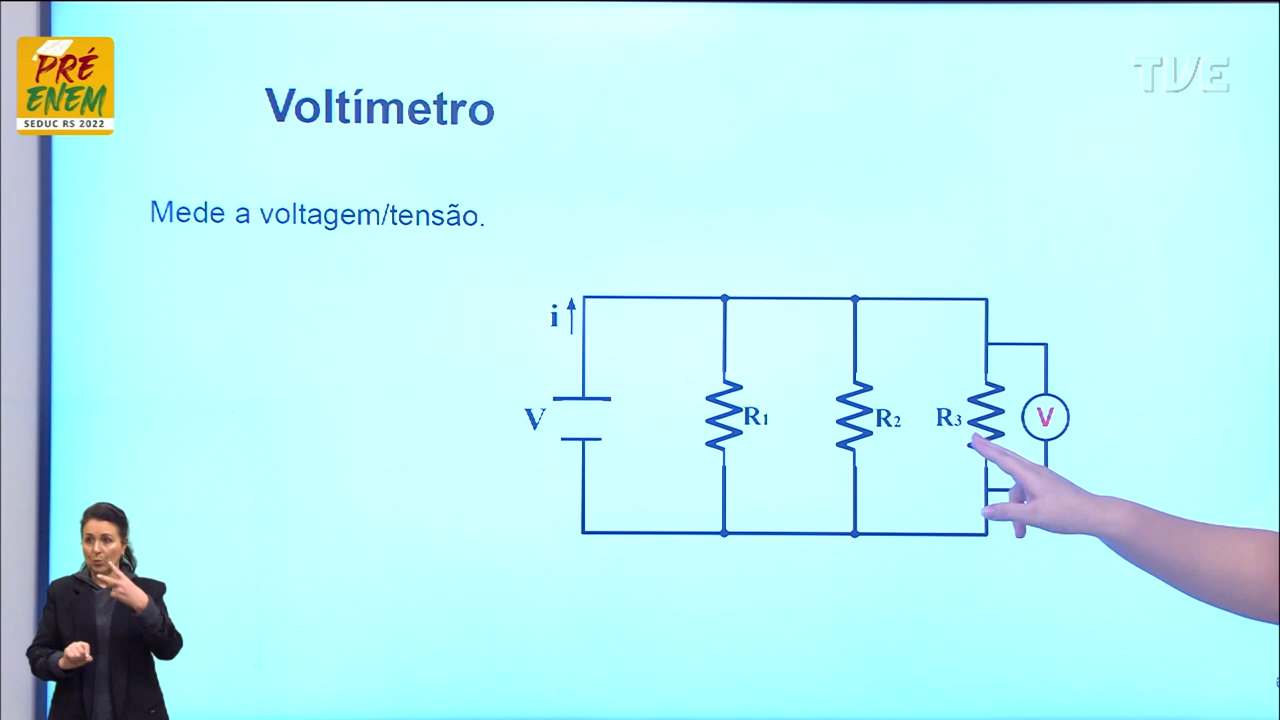 PRÉ
ENEM
SEDUC RS 2022
TVE
Voltímetro
Mede a voltagem/tensão.
i
V
R1
R2
R3
V